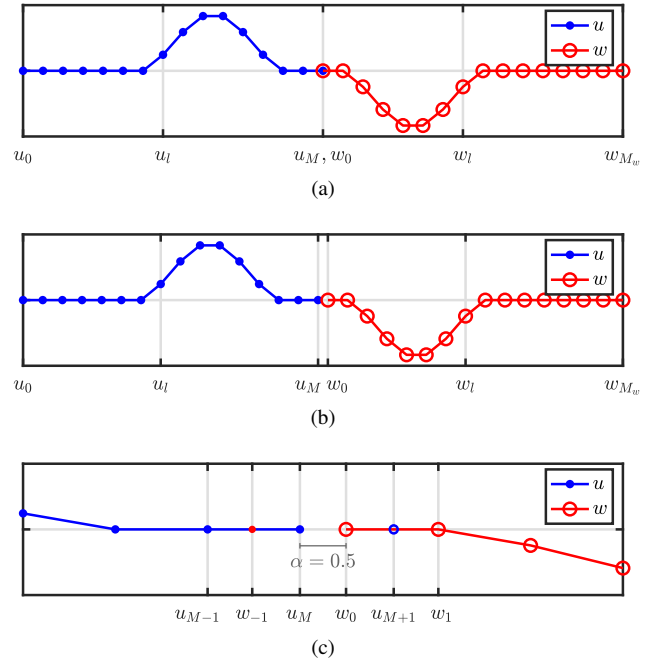 u
w
u_0 u_l u_M, w_0 w_l w_{M_w}
(a)
u
w
u_0 u_l u_M w_0 w_l w_{M_w}
(b)
u
w
α = 0.5
u_{M−1} w_{−1} u_M w_0 u_{M+1} w_1
(c)